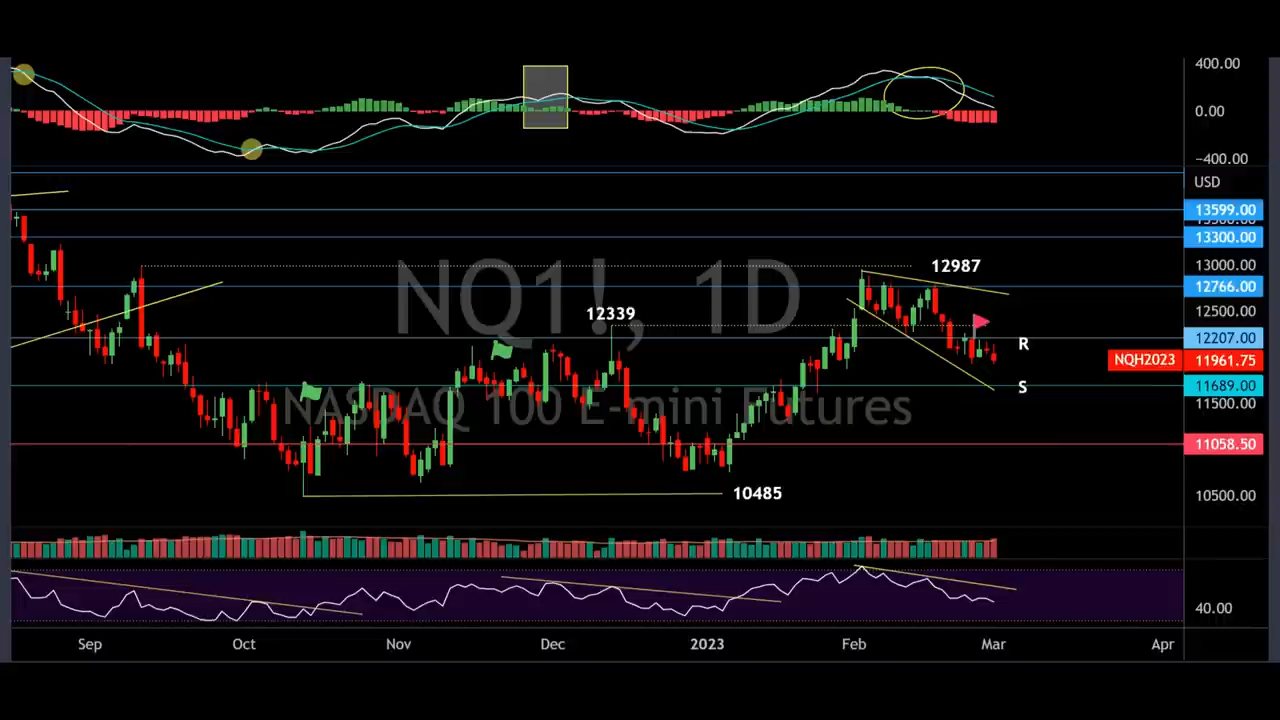 400.00
0.00
−400.00
USD
13599.00
13300.00
13000.00
12987
12766.00
12500.00
12339
NQ1!, 1D
12207.00
R
NQH2023 11961.75
11689.00
S
11500.00
NASDAQ 100 E-mini Futures
11058.50
10485
10500.00
40.00
Sep Oct Nov Dec 2023 Feb Mar Apr